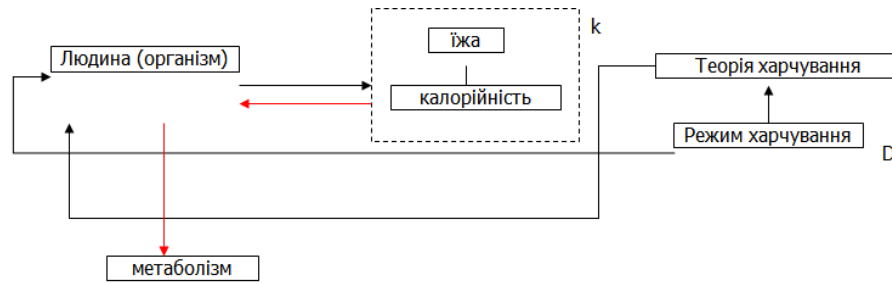 їжа
k
Людина (організм)
Теорія харчування
калорійність
Режим харчування
D
метаболізм